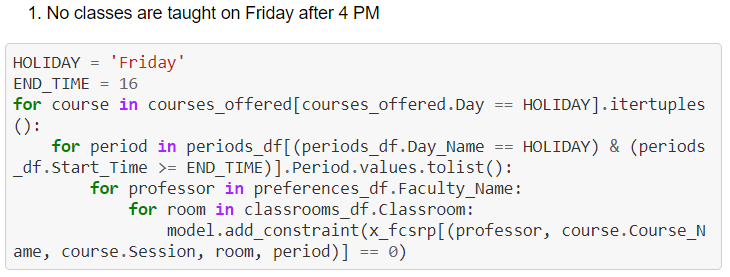 1. No classes are taught on Friday after 4 PM
HOLIDAY = 'Friday'
END_TIME = 16
for course in courses_offered[courses_offered.Day == HOLIDAY].itertuples
():
    for period in periods_df[(periods_df.Day_Name == HOLIDAY) & (periods
_df.Start_Time >= END_TIME)].Period.values.tolist():
        for professor in preferences_df.Faculty_Name:
            for room in classrooms_df.Classroom:
                model.add_constraint(x_fcsrp[(professor, course.Course_N
ame, course.Session, room, period)] == 0)